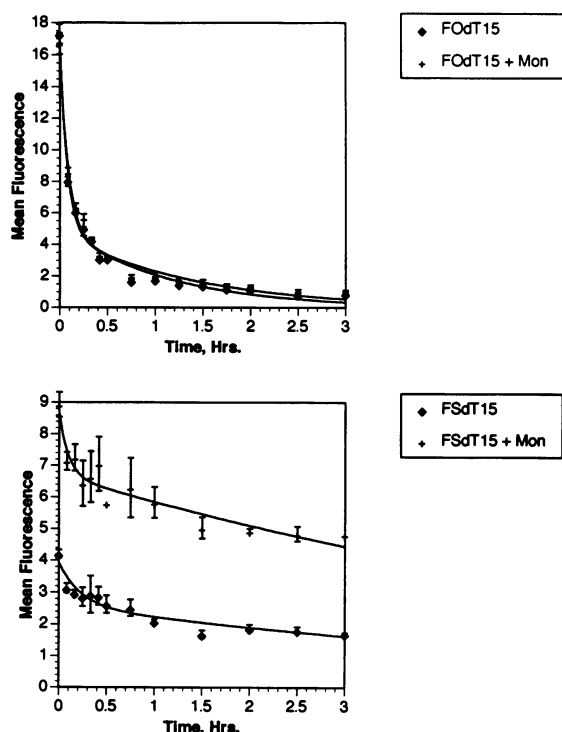 18
16
14
12
10
8
6
4
2
0
Mean Fluorescence
0 0.5 1 1.5 2 2.5 3
Time, Hrs.
FOdT15
FOdT15 + Mon
9
8
7
6
5
4
3
2
1
0
Mean Fluorescence
0 0.5 1 1.5 2 2.5 3
Time, Hrs.
FSdT15
FSdT15 + Mon